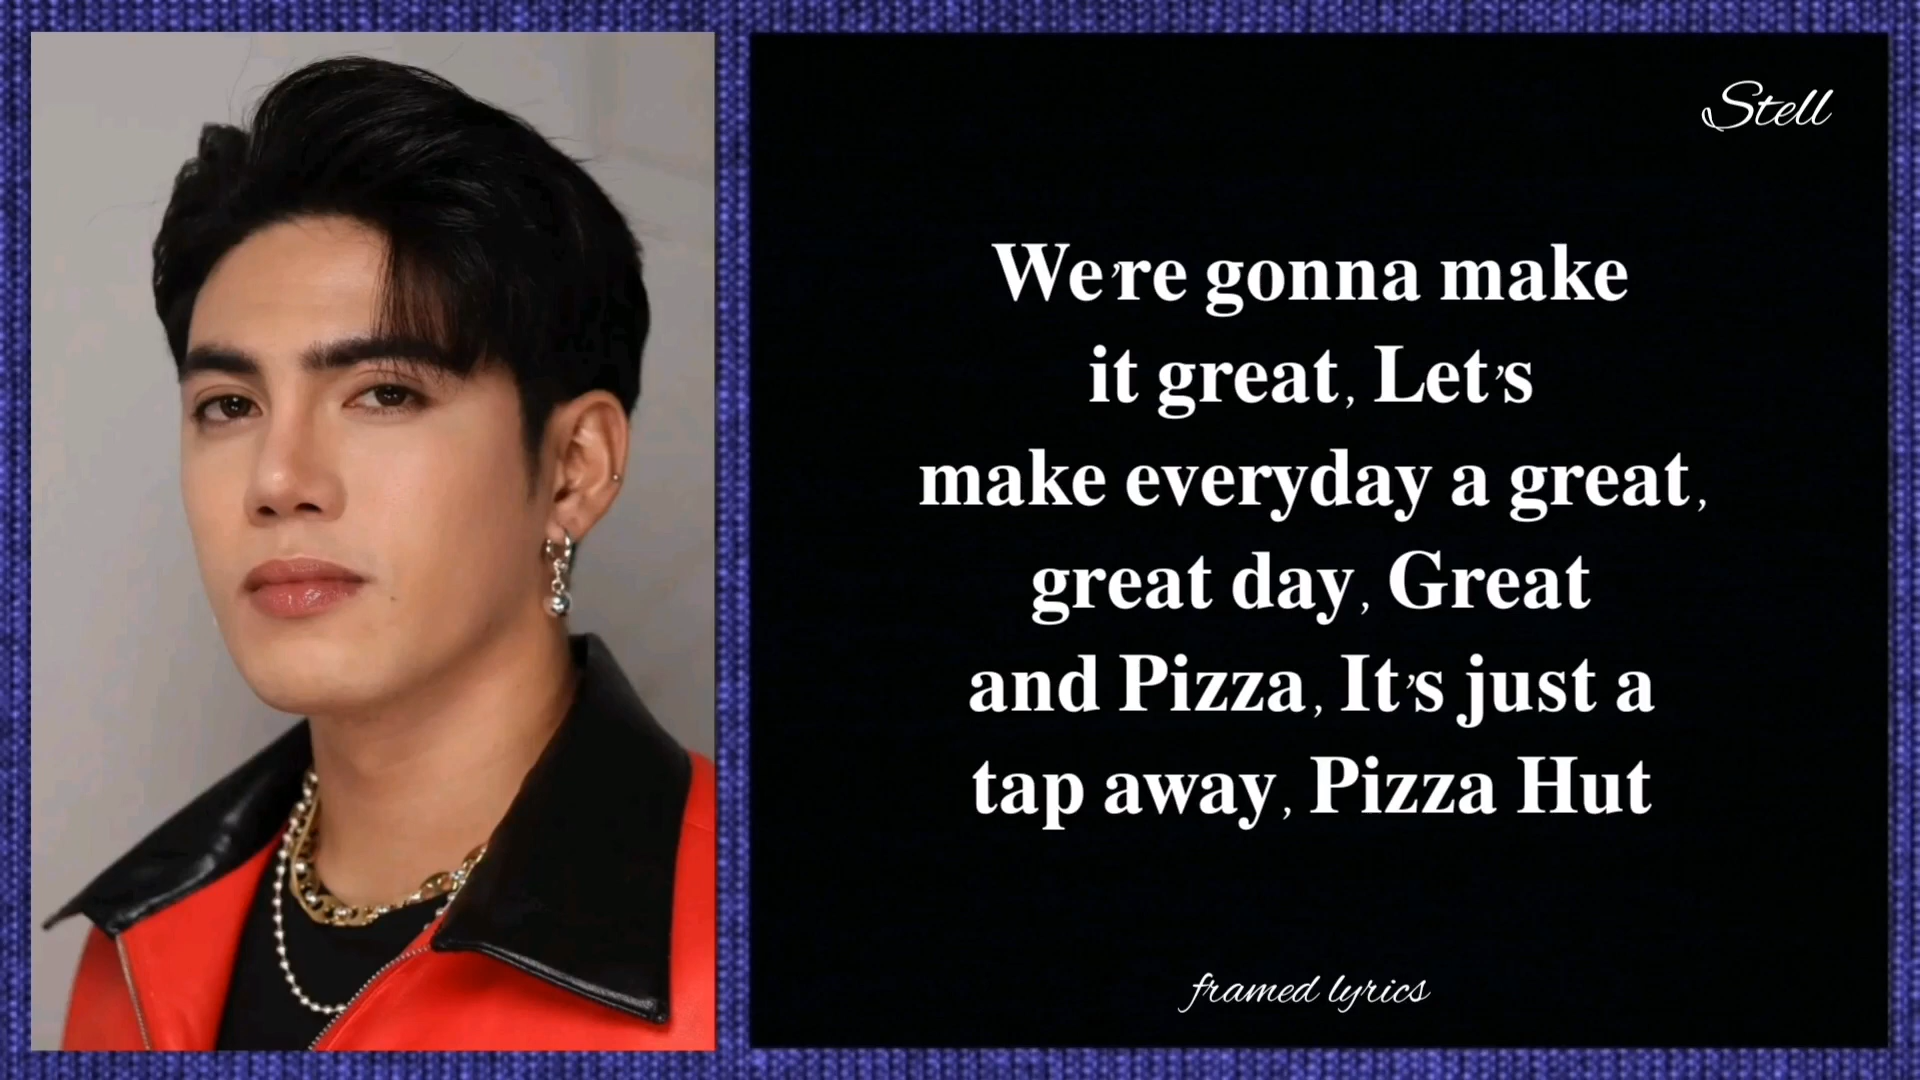 Stell
We're gonna make
it great, Let's
make everyday a great,
great day, Great
and Pizza, It's just a
tap away, Pizza Hut
framed lyrics